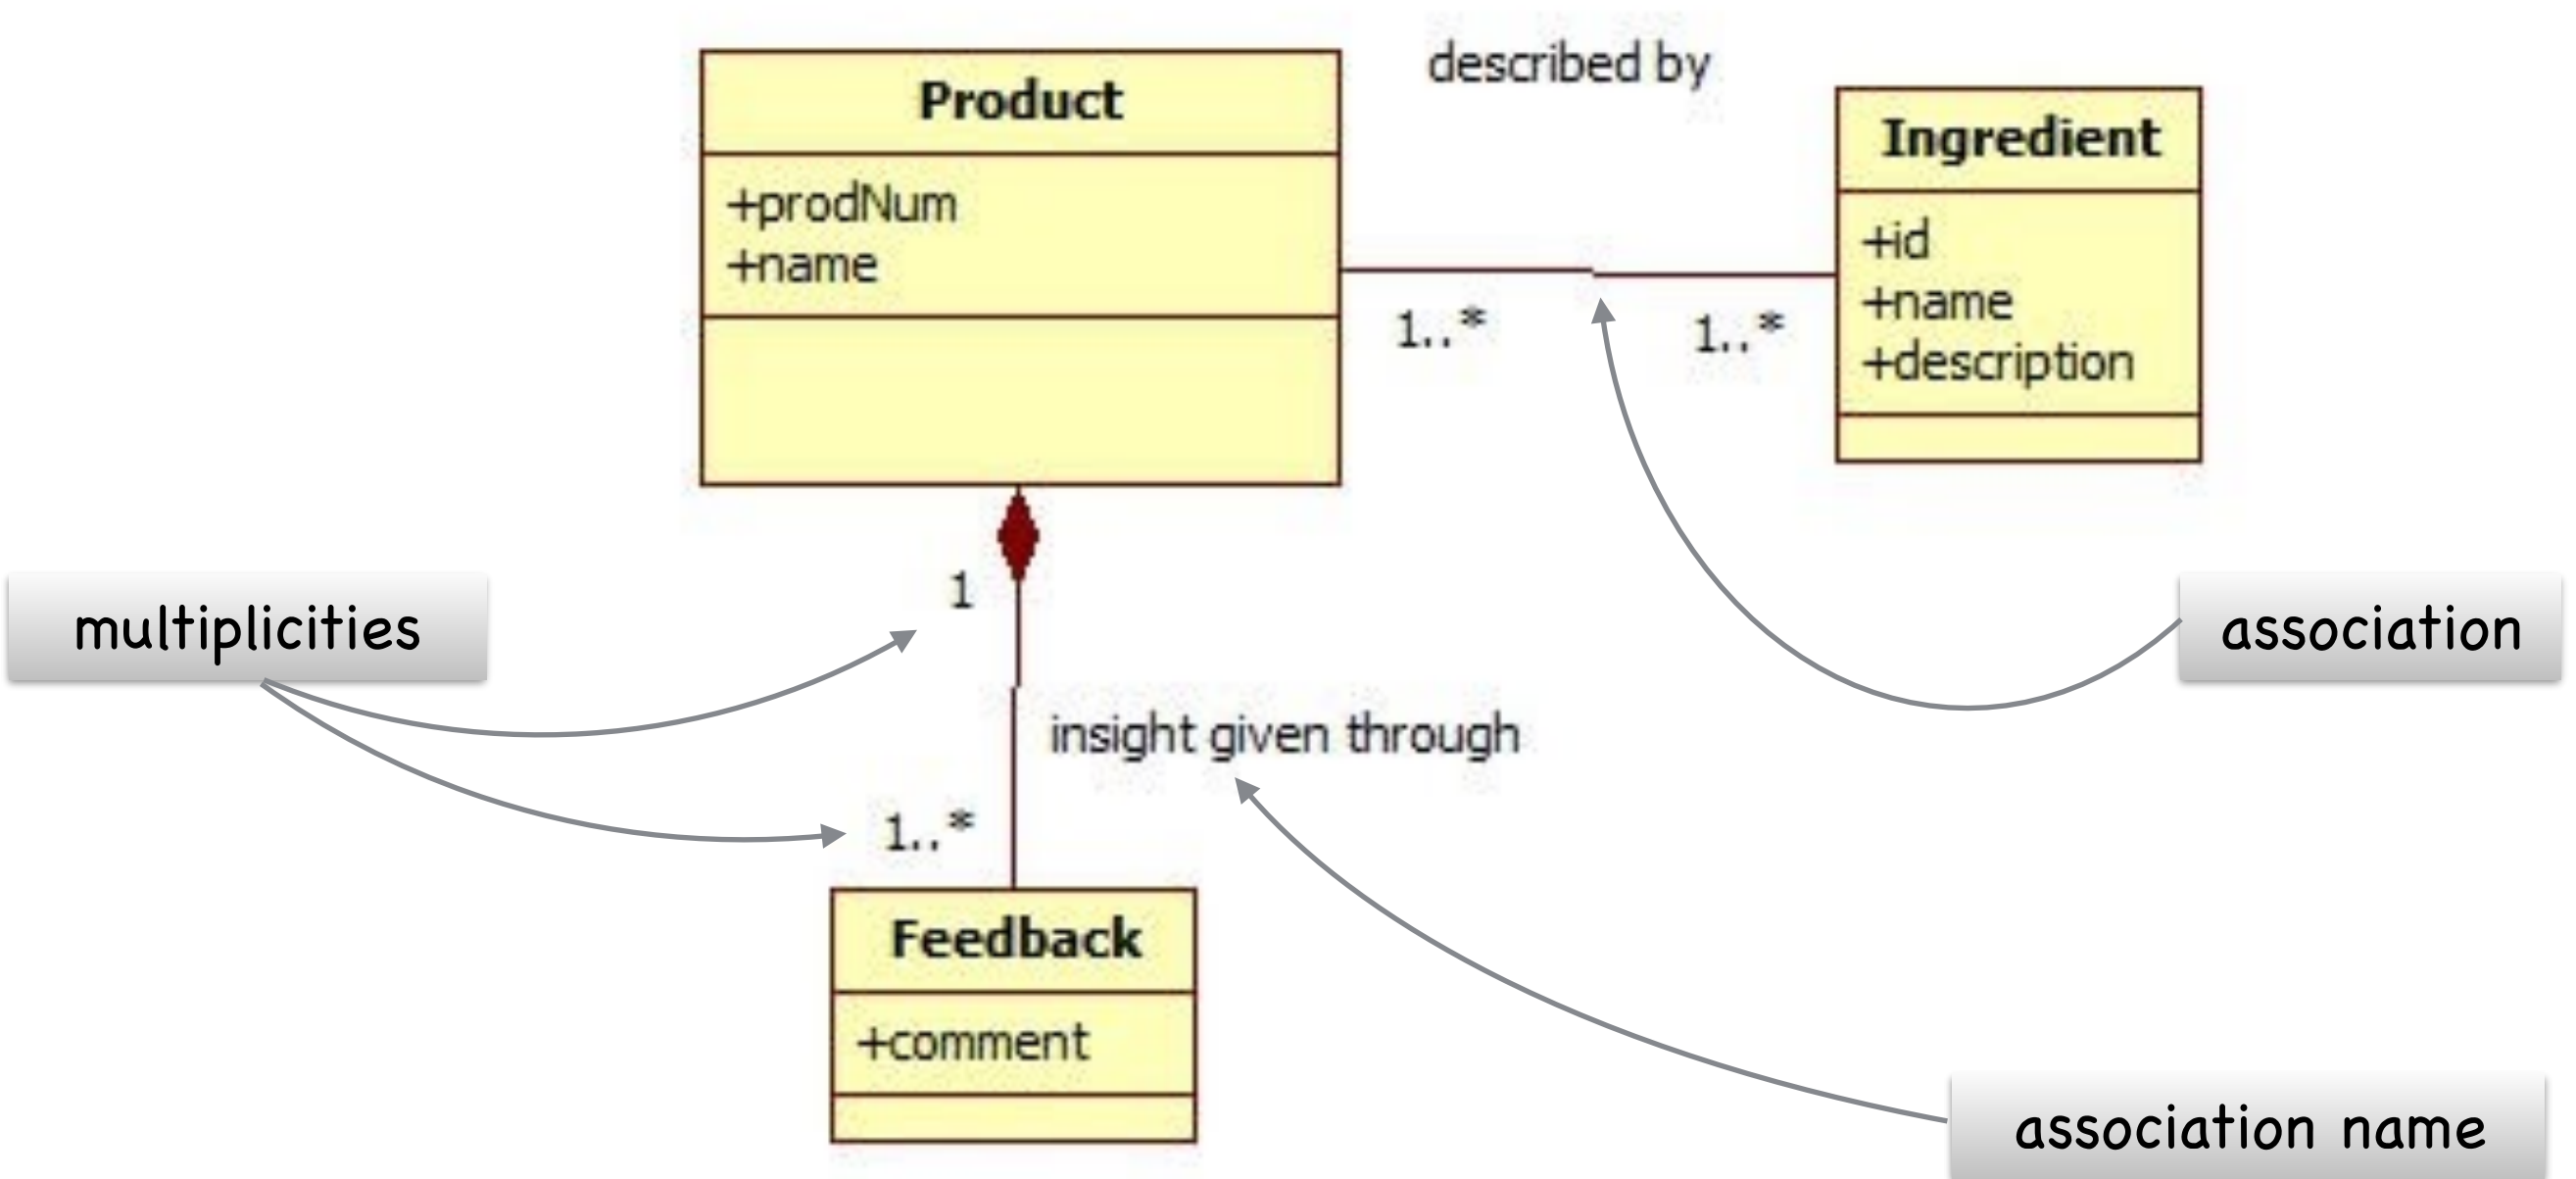 described by
Product
Ingredient
+prodNum
+name
+id
+name
+description
1..*
1..*
1
multiplicities
association
insight given through
1..*
Feedback
+comment
association name